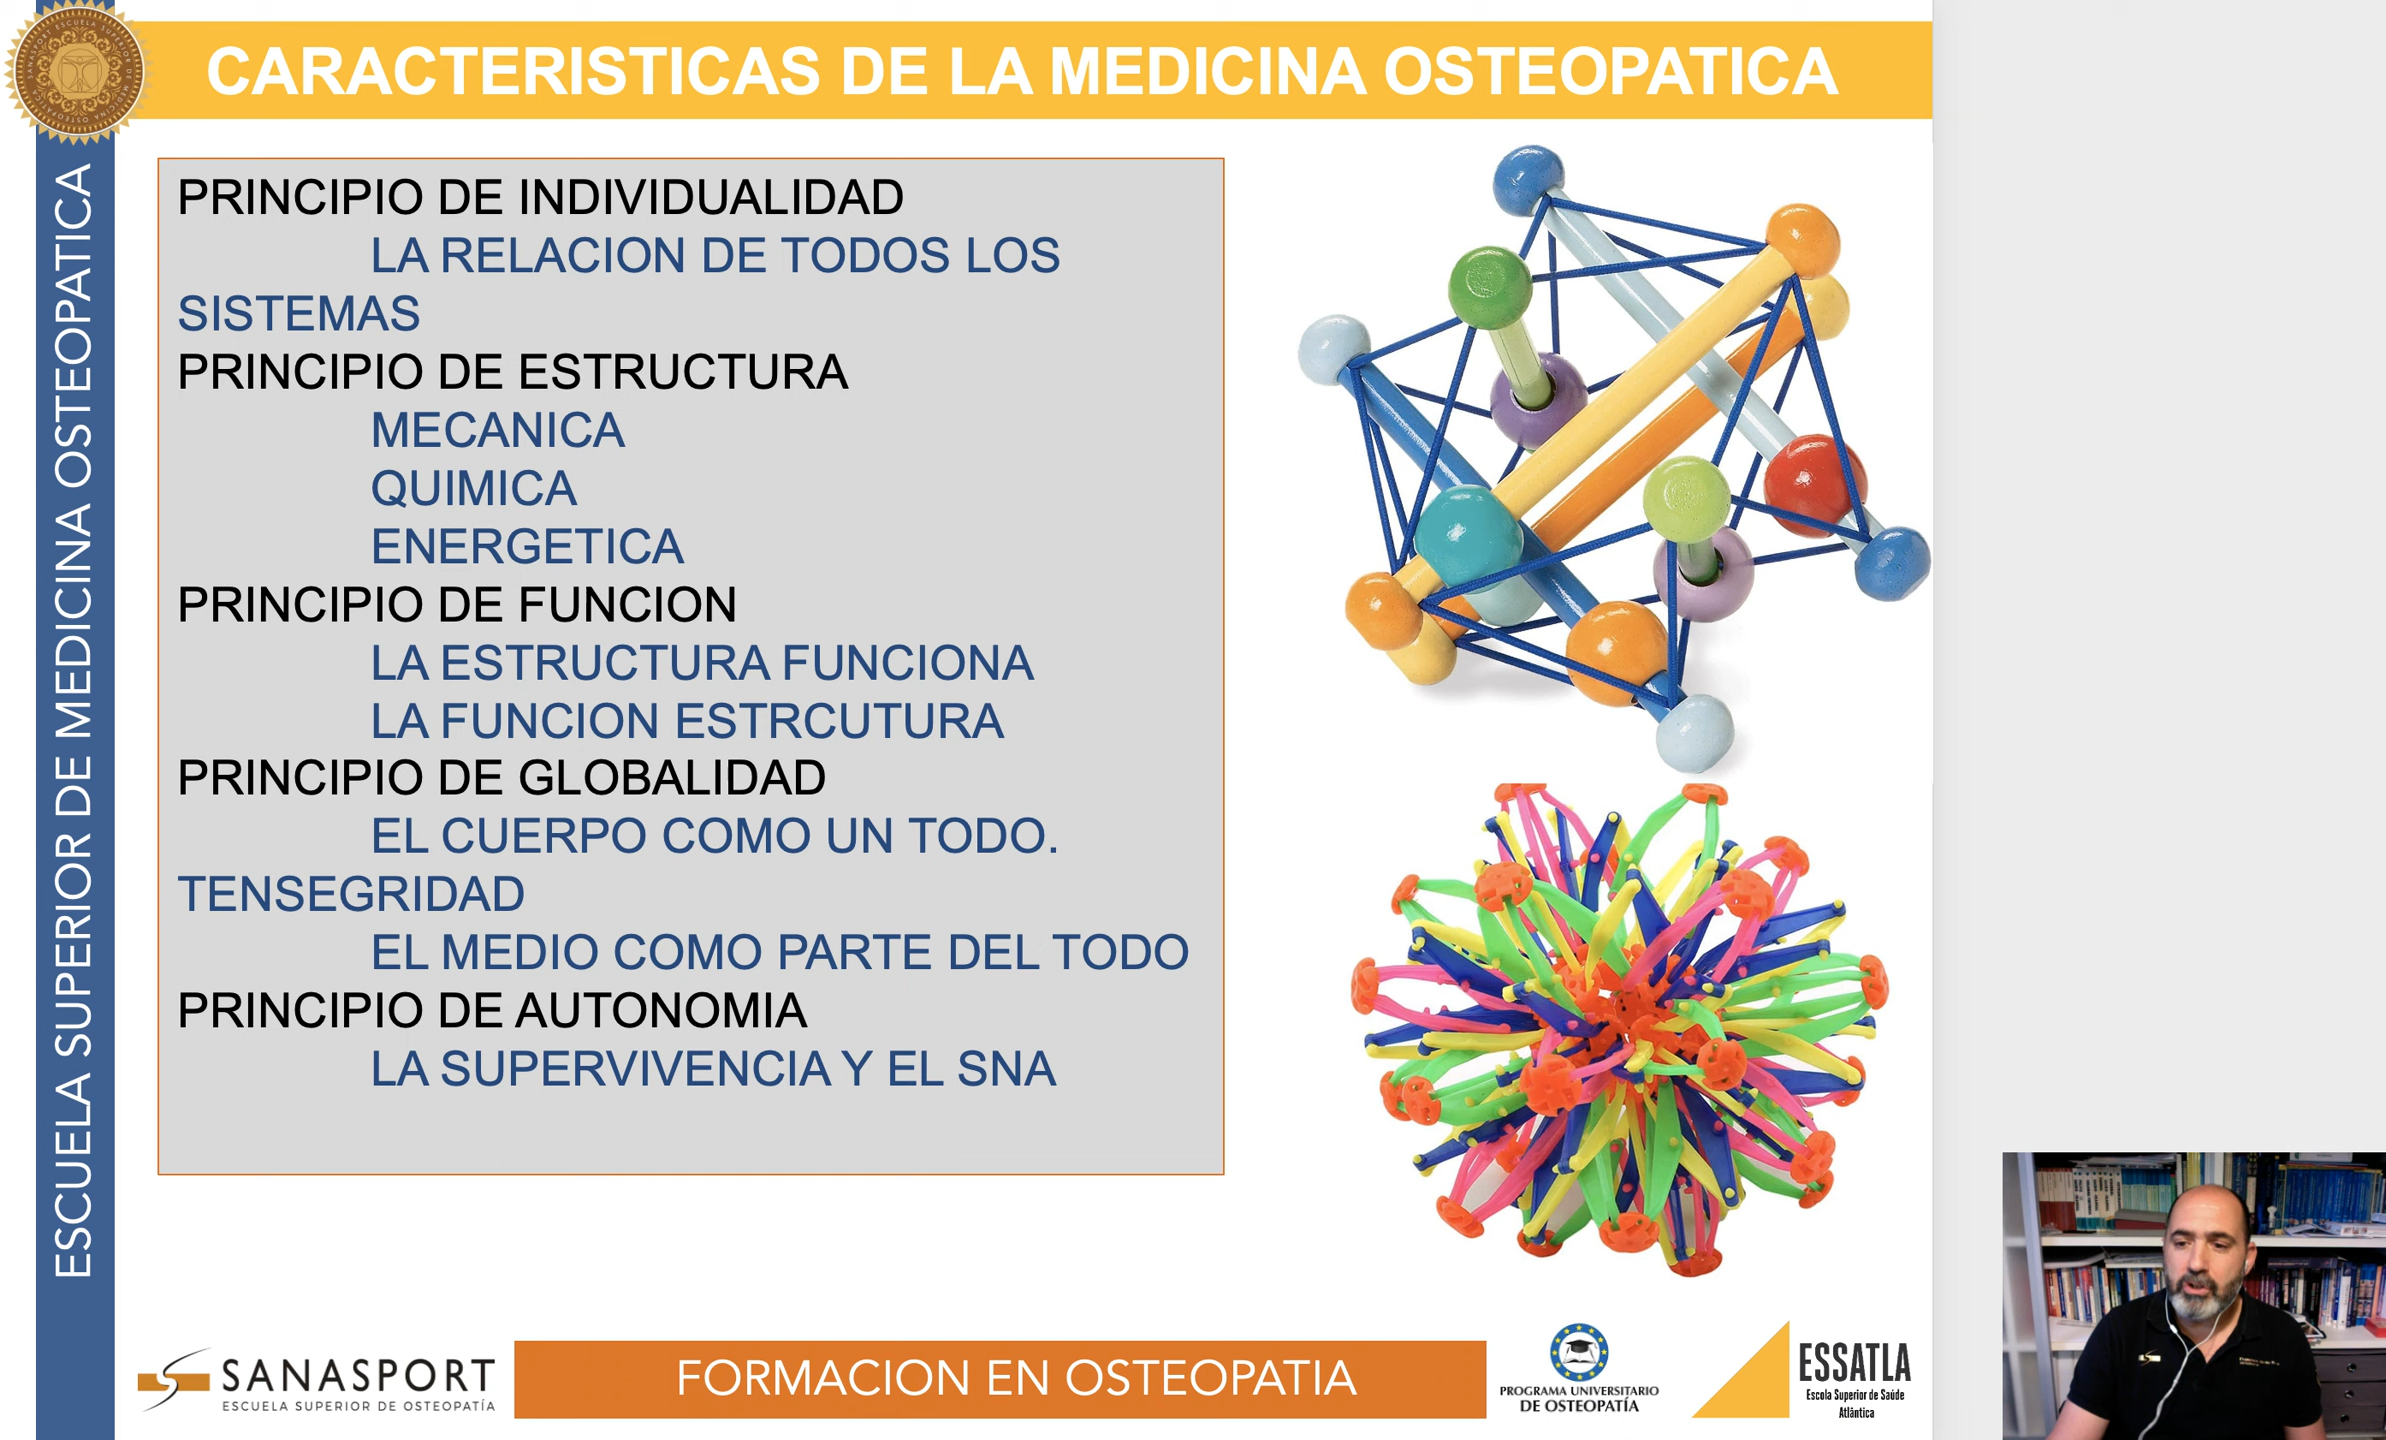 CARACTERISTICAS DE LA MEDICINA OSTEOPATICA
ESCUELA SUPERIOR DE MEDICINA OSTEOPATICA
PRINCIPIO DE INDIVIDUALIDAD
LA RELACION DE TODOS LOS
SISTEMAS
PRINCIPIO DE ESTRUCTURA
MECANICA
QUIMICA
ENERGETICA
PRINCIPIO DE FUNCION
LA ESTRUCTURA FUNCIONA
LA FUNCION ESTRCUTURA
PRINCIPIO DE GLOBALIDAD
EL CUERPO COMO UN TODO.
TENSEGRIDAD
EL MEDIO COMO PARTE DEL TODO
PRINCIPIO DE AUTONOMIA
LA SUPERVIVENCIA Y EL SNA
SANASPORT
ESCUELA SUPERIOR DE OSTEOPATÍA
FORMACION EN OSTEOPATIA
PROGRAMA UNIVERSITARIO
DE OSTEOPATÍA
ESSATLA
Escola Superior de Saúde
Atlântica